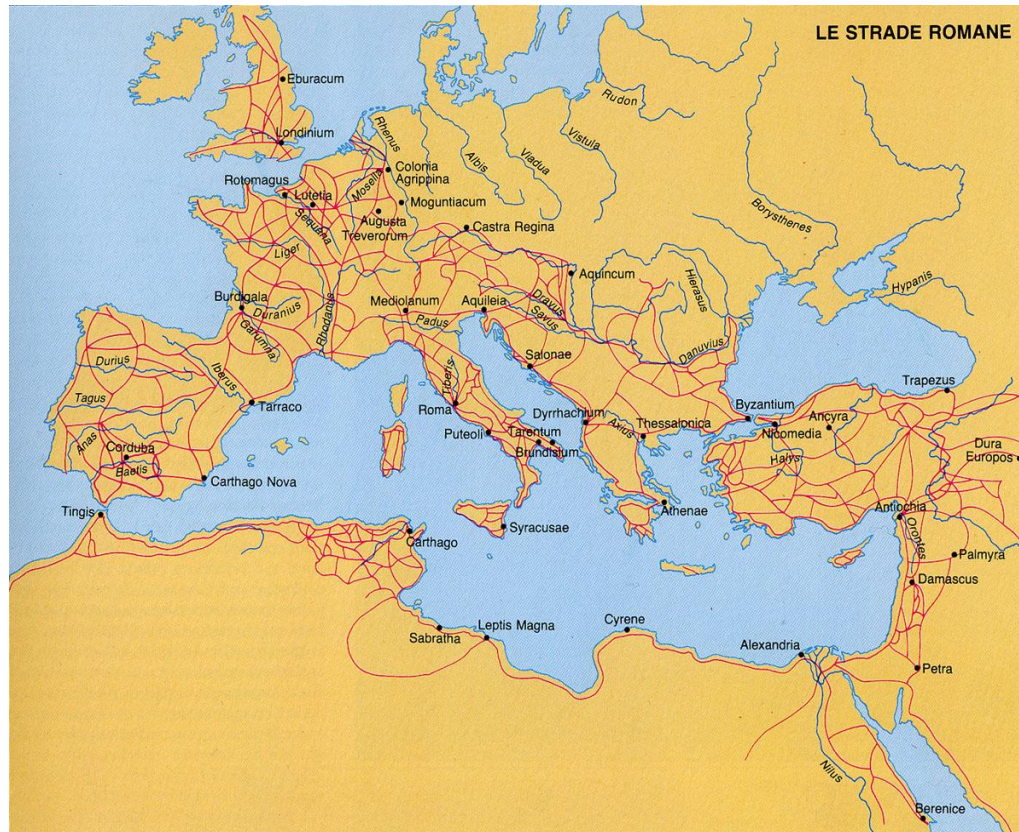 LE STRADE ROMANE
Eburacum
Londinium
Rudon
Rhenus
Albis
Viadua
Vistula
Rotomagus
Lutetia
Mosella
Colonia
Agrippina
Moguntiacum
Sequana
Augusta
Treverorum
Castra Regina
Borysthenes
Liger
Aquincum
Hierasus
Hypanis
Burdigala
Duranius
Garumna
Rhodanus
Mediolanum
Padus
Aquileia
Dravus
Savus
Danuvius
Durius
Iberus
Salonae
Tiberis
Trapezus
Tagus
Tarraco
Roma
Puteoli
Dyrrhachium
Tarentum
Brundisium
Axius
Thessalonica
Byzantium
Nicomedia
Ancyra
Halys
Dura
Europos
Anas
Corduba
Baetis
Carthago Nova
Tingis
Carthago
Syracusae
Athenae
Antiochia
Orontes
Palmyra
Damascus
Sabratha
Leptis Magna
Cyrene
Alexandria
Petra
Nilus
Berenice